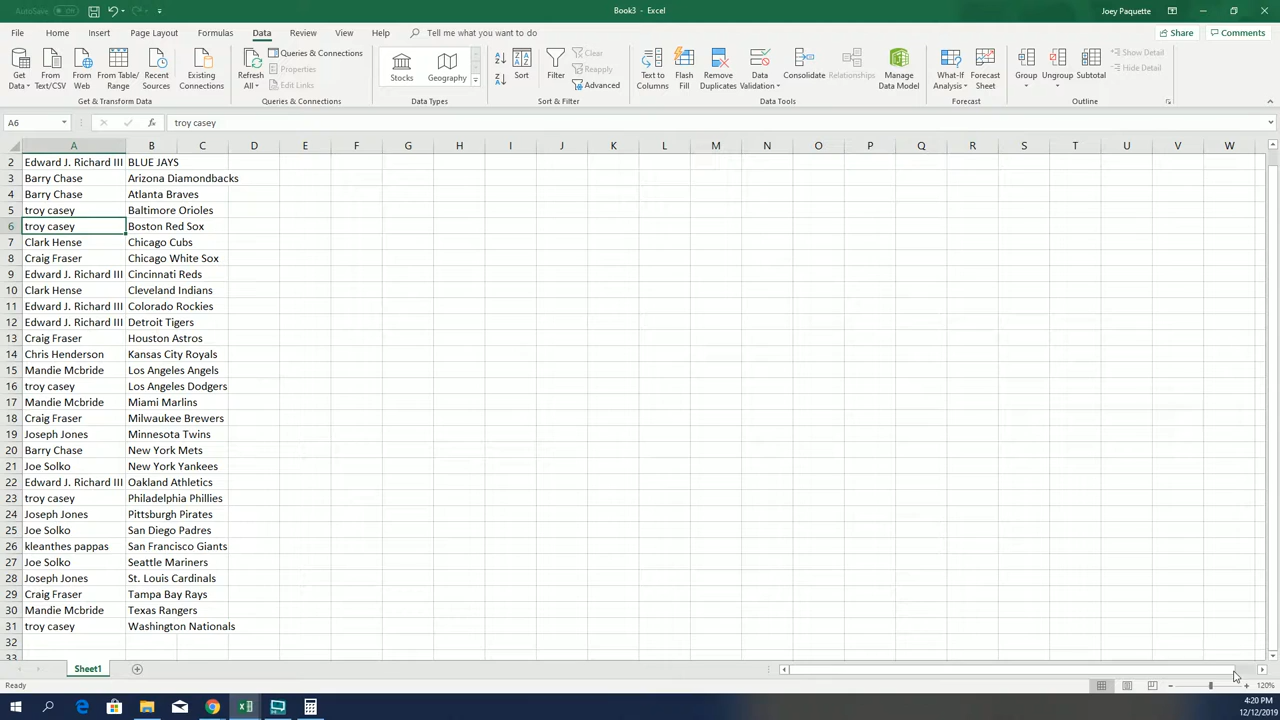 AutoSave Off
Book3 - Excel
Joey Paquette
File Home Insert Page Layout Formulas Data Review View Help Tell me what you want to do
Share Comments
Get Data
From Text/CSV
From Web
From Table/ Range
Recent Sources
Existing Connections
Get & Transform Data
Refresh All
Queries & Connections
Properties
Edit Links
Queries & Connections
Stocks
Geography
Data Types
Sort
Filter
Clear
Reapply
Advanced
Sort & Filter
Text to Columns
Flash Fill
Remove Duplicates
Data Validation
Consolidate
Relationships
Manage Data Model
Data Tools
What-If Analysis
Forecast Sheet
Forecast
Group
Ungroup
Subtotal
Show Detail
Hide Detail
Outline
A6 fx troy casey
A B C D E F G H I J K L M N O P Q R S T U V W
2 Edward J. Richard III BLUE JAYS
3 Barry Chase Arizona Diamondbacks
4 Barry Chase Atlanta Braves
5 troy casey Baltimore Orioles
6 troy casey Boston Red Sox
7 Clark Hense Chicago Cubs
8 Craig Fraser Chicago White Sox
9 Edward J. Richard III Cincinnati Reds
10 Clark Hense Cleveland Indians
11 Edward J. Richard III Colorado Rockies
12 Edward J. Richard III Detroit Tigers
13 Craig Fraser Houston Astros
14 Chris Henderson Kansas City Royals
15 Mandie Mcbride Los Angeles Angels
16 troy casey Los Angeles Dodgers
17 Mandie Mcbride Miami Marlins
18 Craig Fraser Milwaukee Brewers
19 Joseph Jones Minnesota Twins
20 Barry Chase New York Mets
21 Joe Solko New York Yankees
22 Edward J. Richard III Oakland Athletics
23 troy casey Philadelphia Phillies
24 Joseph Jones Pittsburgh Pirates
25 Joe Solko San Diego Padres
26 kleanthes pappas San Francisco Giants
27 Joe Solko Seattle Mariners
28 Joseph Jones St. Louis Cardinals
29 Craig Fraser Tampa Bay Rays
30 Mandie Mcbride Texas Rangers
31 troy casey Washington Nationals
32
33
Sheet1
Ready
120%
4:20 PM
12/12/2019